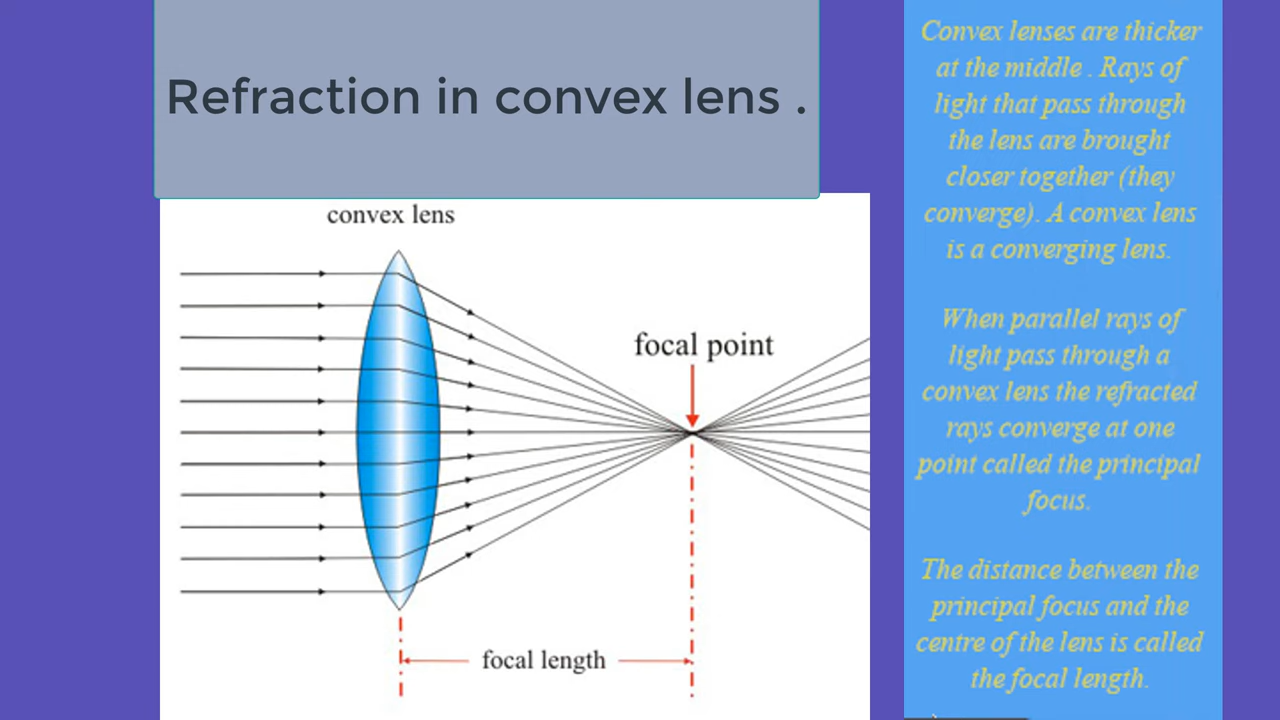 Refraction in convex lens .
convex lens
focal point
focal length
Convex lenses are thicker
at the middle . Rays of
light that pass through
the lens are brought
closer together (they
converge). A convex lens
is a converging lens.
When parallel rays of
light pass through a
convex lens the refracted
rays converge at one
point called the principal
focus.
The distance between the
principal focus and the
centre of the lens is called
the focal length.